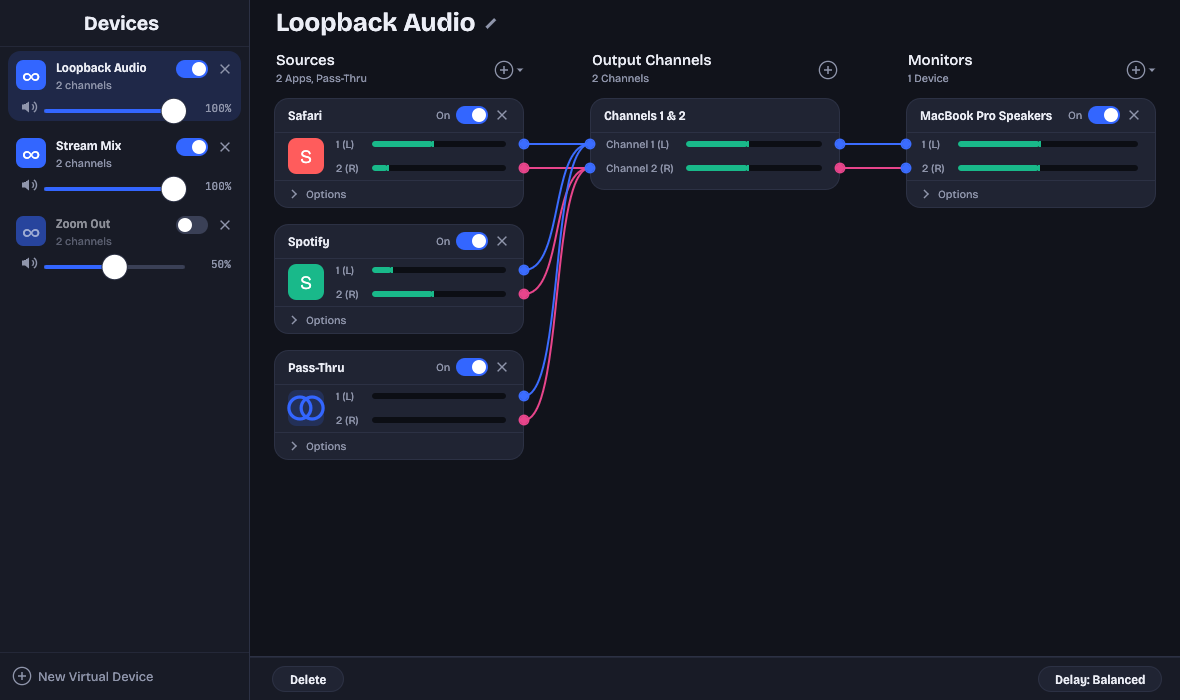 Devices
Loopback Audio
2 channels
100%
Stream Mix
2 channels
100%
Zoom Out
2 channels
50%
New Virtual Device
Loopback Audio
Sources
2 Apps, Pass-Thru
Output Channels
2 Channels
Monitors
1 Device
Safari
On
S
1 (L)
2 (R)
Options
Spotify
On
S
1 (L)
2 (R)
Options
Pass-Thru
On
1 (L)
2 (R)
Options
Channels 1 & 2
Channel 1 (L)
Channel 2 (R)
MacBook Pro Speakers
On
1 (L)
2 (R)
Options
Delete
Delay: Balanced